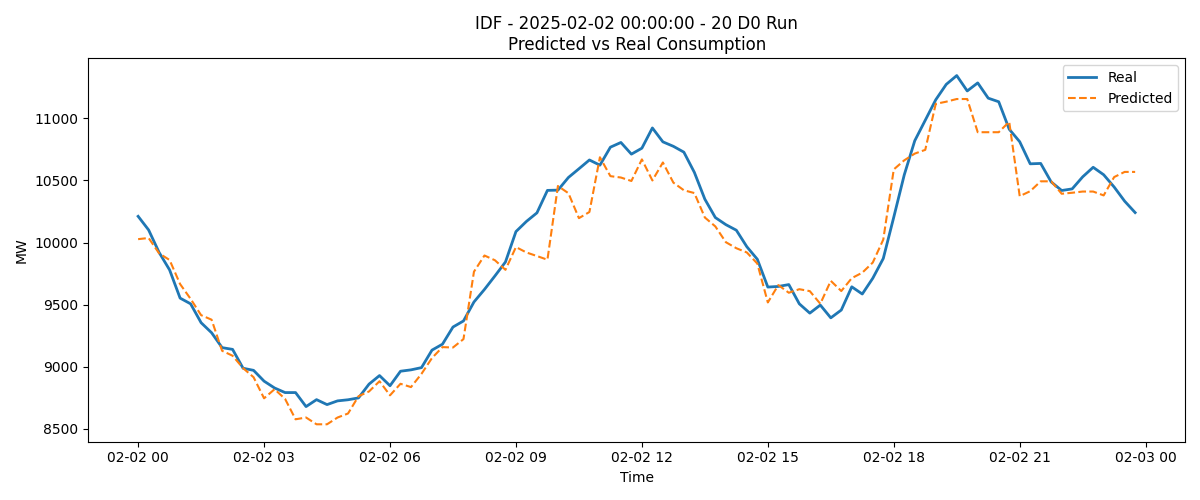 IDF - 2025-02-02 00:00:00 - 20 D0 Run
Predicted vs Real Consumption
Real
Predicted
MW
11000
10500
10000
9500
9000
8500
02-02 00
02-02 03
02-02 06
02-02 09
02-02 12
02-02 15
02-02 18
02-02 21
02-03 00
Time